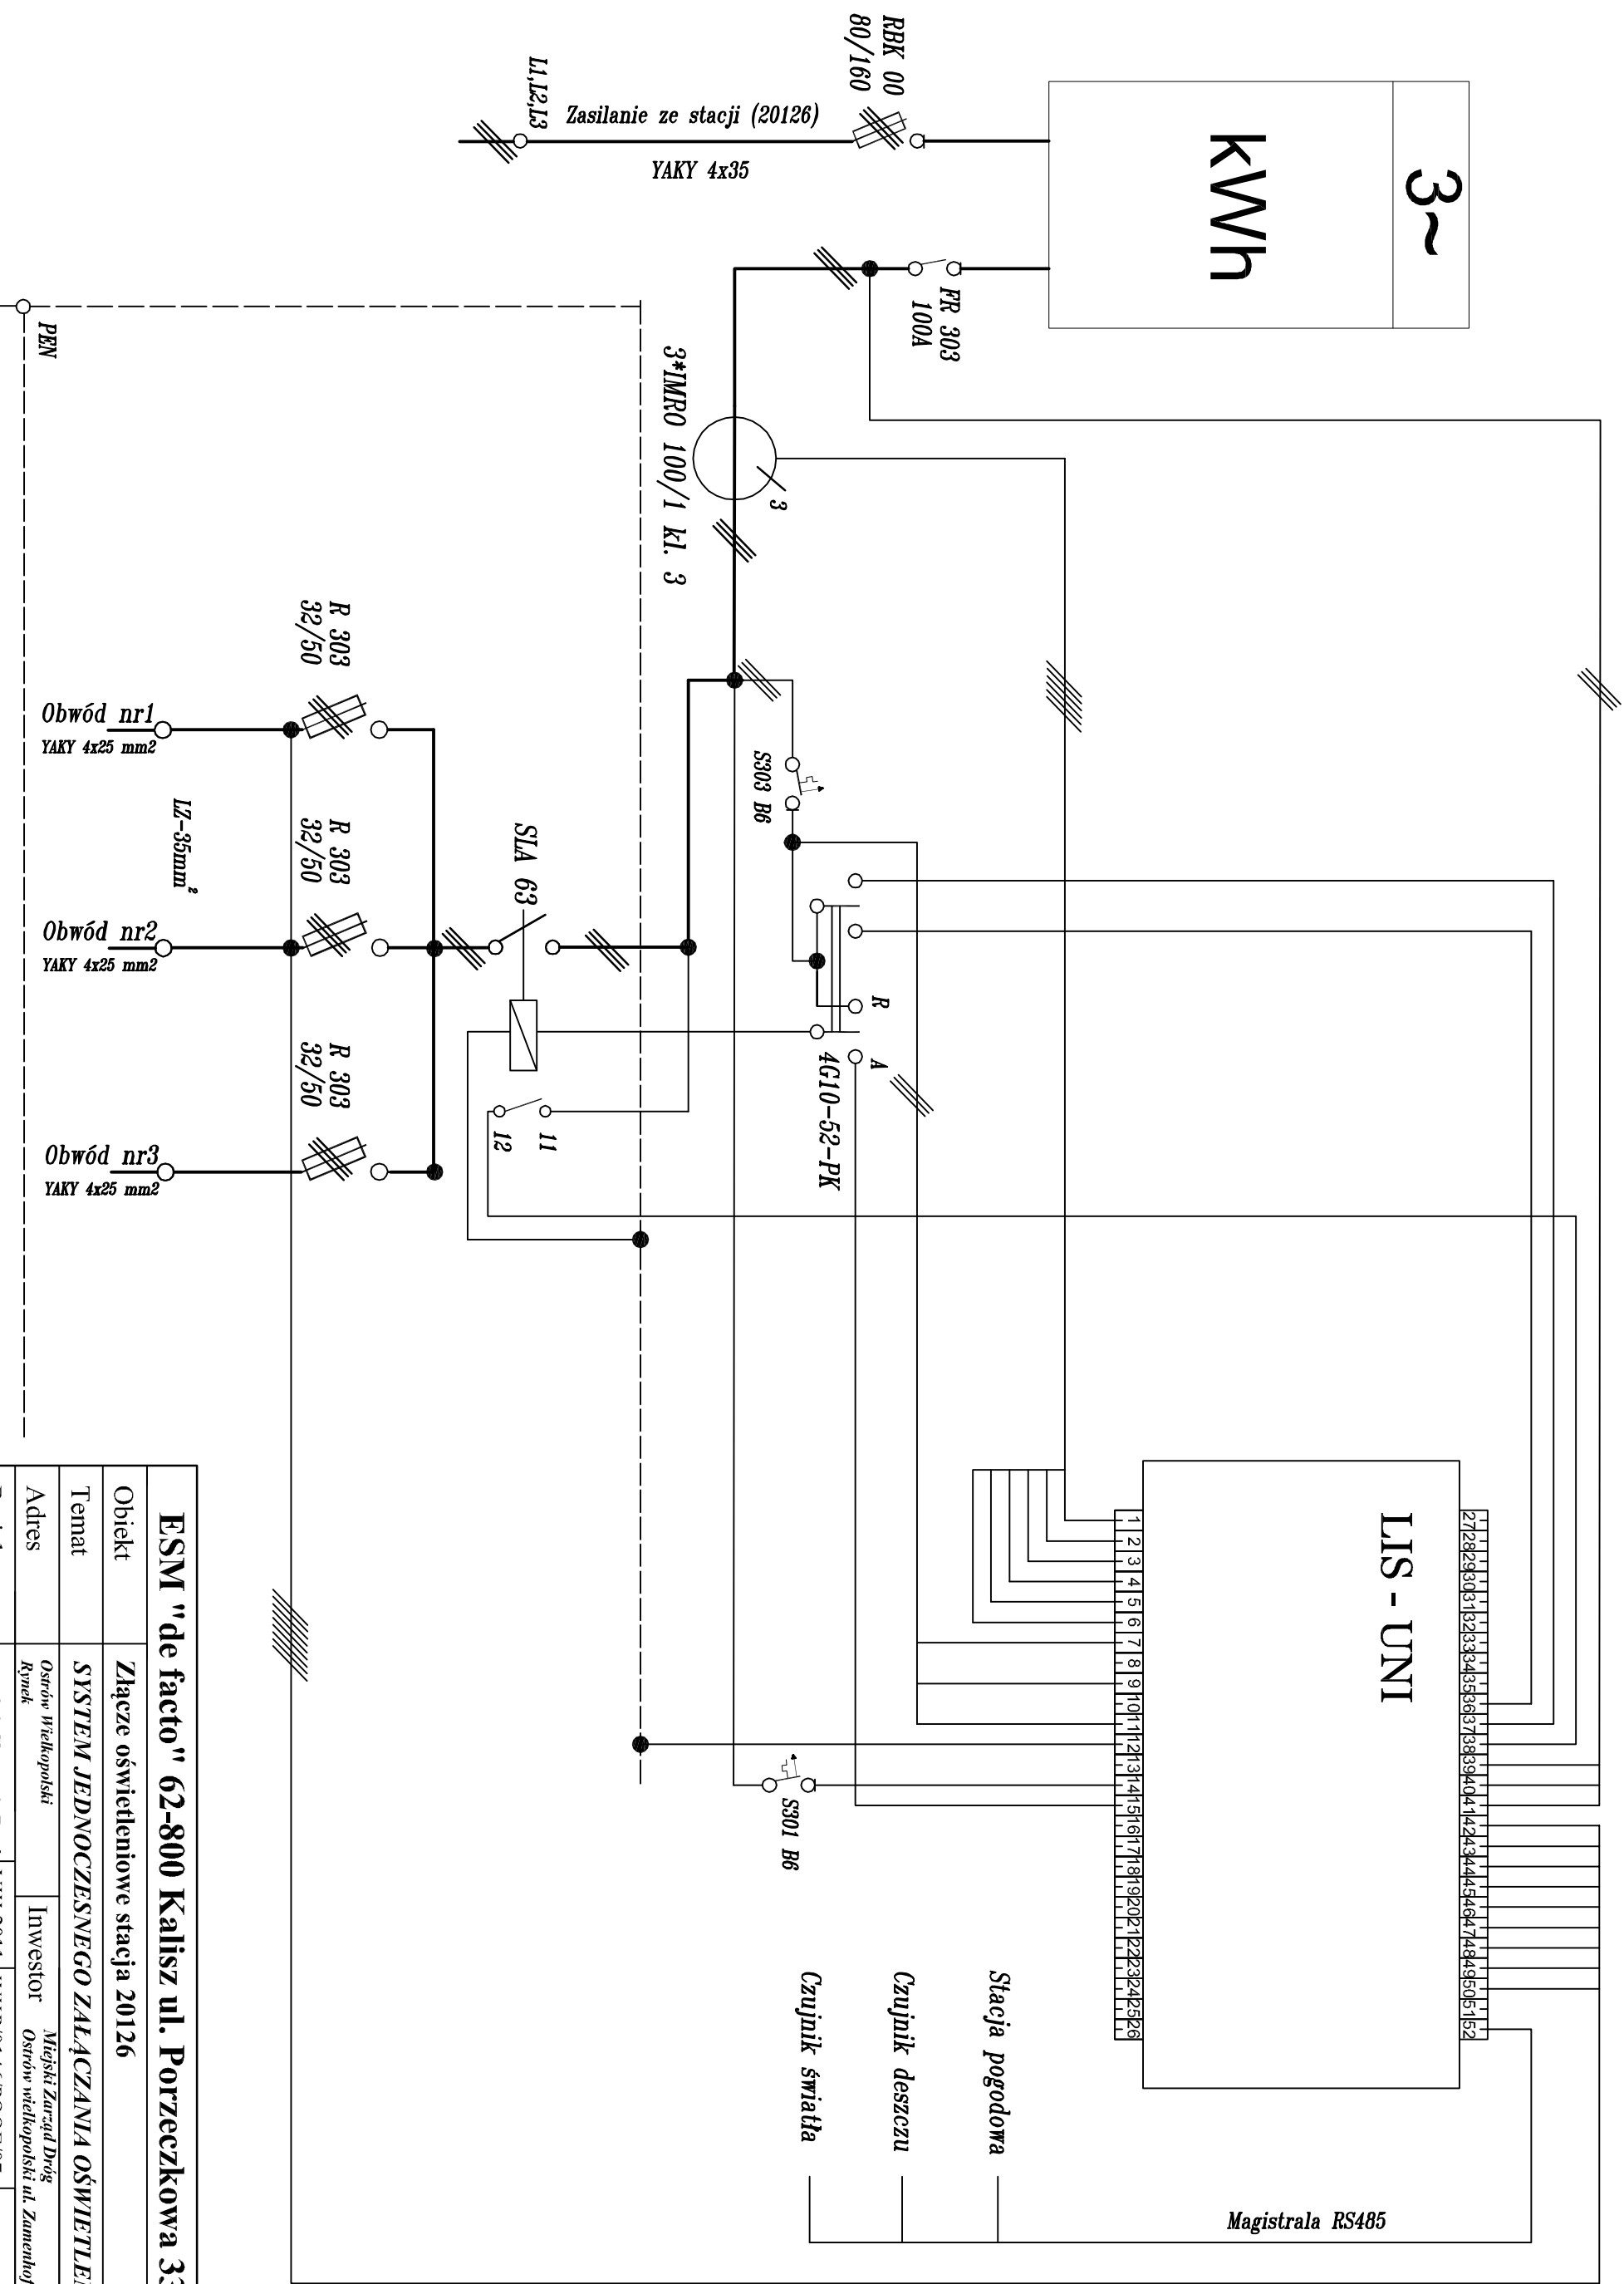 3~
kWh
RBK 00
80/160
L1,L2,L3
Zasilanie ze stacji (20126)
YAKY 4x35
FR 303
100A
PEN
3*IMRO 100/1 kl. 3
3
R 303
32/50
R 303
32/50
R 303
32/50
Obwód nr1
YAKY 4x25 mm2
LZ-35mm²
Obwód nr2
YAKY 4x25 mm2
Obwód nr3
YAKY 4x25 mm2
SLA 63
S303 B6
R
A
4G10-52-PK
11
12
LIS - UNI
27 28 29 30 31 32 33 34 35 36 37 38 39 40 41 42 43 44 45 46 47 48 49 50 51 52
1 2 3 4 5 6 7 8 9 10 11 12 13 14 15 16 17 18 19 20 21 22 23 24 25 26
S301 B6
Stacja pogodowa
Czujnik deszczu
Czujnik światła
Magistrala RS485
ESM "de facto" 62-800 Kalisz ul. Porzeczkowa 33
Obiekt
Złącze oświetleniowe stacja 20126
Temat
SYSTEM JEDNOCZESNEGO ZAŁĄCZANIA
Adres
Ostrów Wielkopolski
Rynek
Inwestor
Miejski Zarząd Dróg
Ostrów wielkopolski ul.